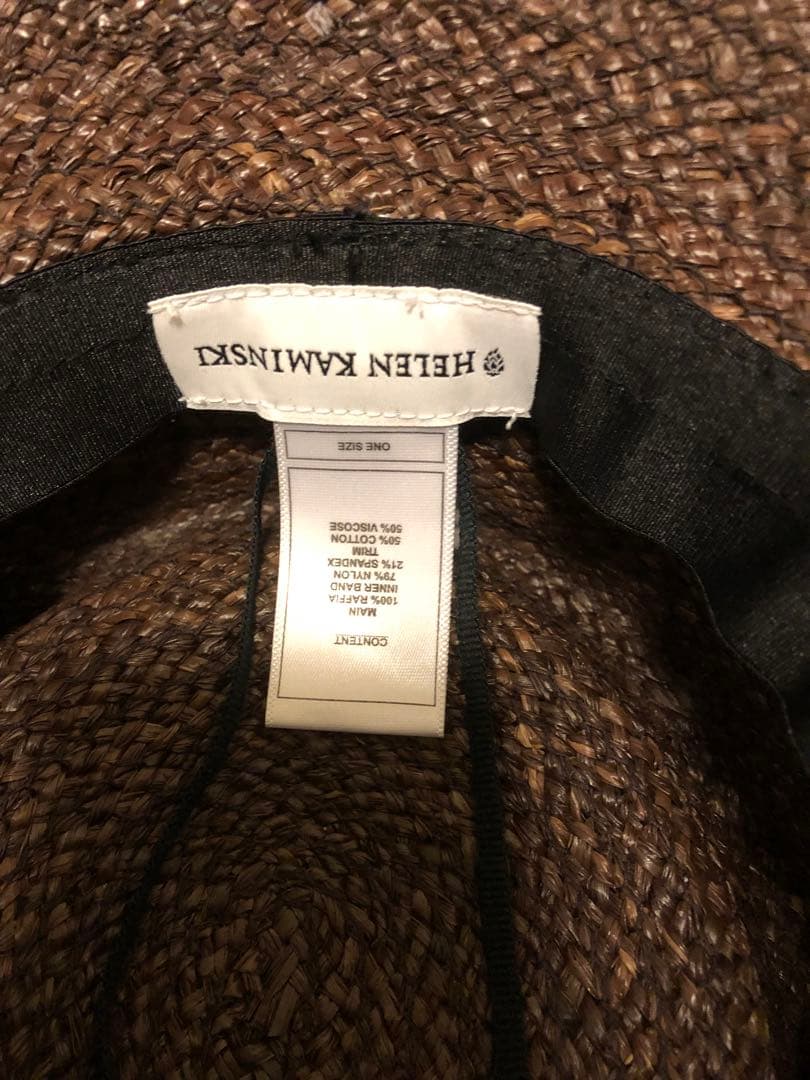 HELEN KAMINSKI
ONE SIZE
CONTENT
MAIN
100% RAFFIA
INNER BAND
79% NYLON
21% SPANDEX
TRIM
50% COTTON
50% VISCOSE